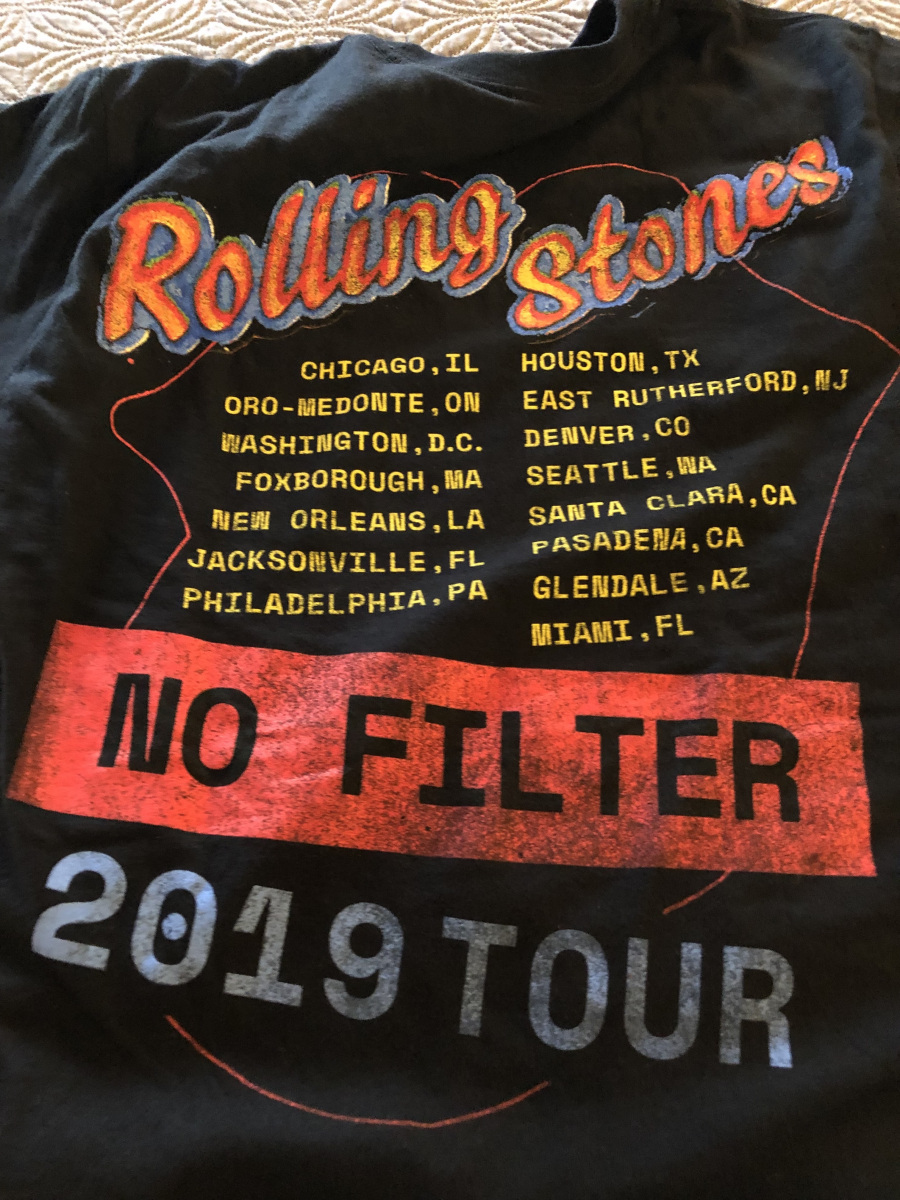 Rolling Stones
CHICAGO, IL
ORO-MEDONTE, ON
WASHINGTON, D.C.
FOXBOROUGH, MA
NEW ORLEANS, LA
JACKSONVILLE, FL
PHILADELPHIA, PA
HOUSTON, TX
EAST RUTHERFORD, NJ
DENVER, CO
SEATTLE, WA
SANTA CLARA, CA
PASADENA, CA
GLENDALE, AZ
MIAMI, FL
NO FILTER
2019 TOUR